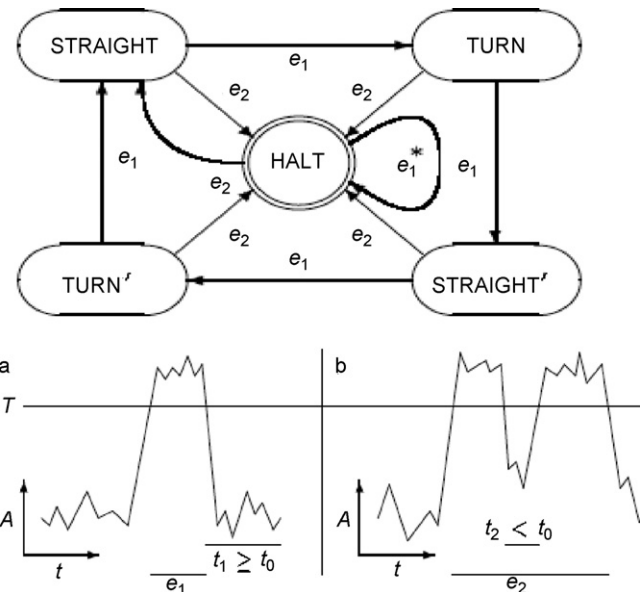 STRAIGHT
e1
TURN
e2
e2
HALT
e1*
e1
e1
e2
e2
e2
e1
TURN′
STRAIGHT′
a
b
T
A
t
t1 ≥ t0
e1
A
t
t2 < t0
e2